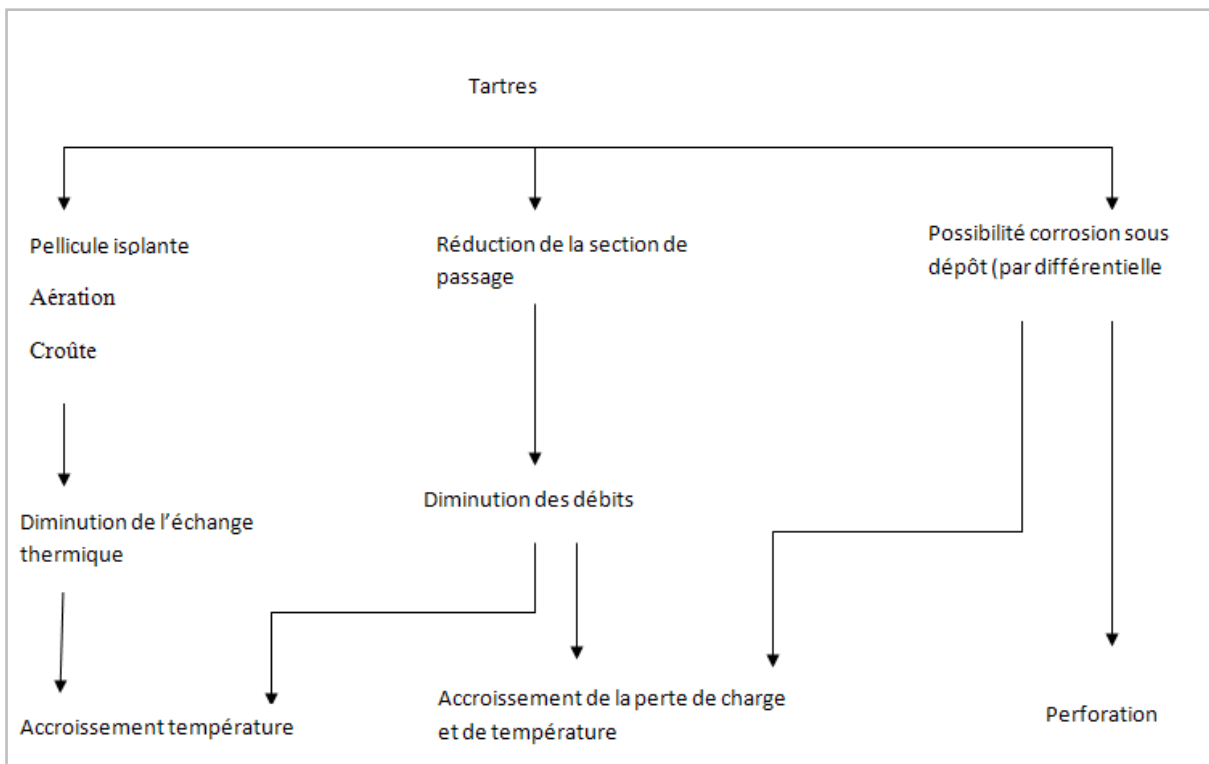 Tartres
Pellicule isolante
Aération
Croûte
Réduction de la section de
passage
Possibilité corrosion sous
dépôt (par différentielle
Diminution de l’échange
thermique
Diminution des débits
Accroissement température
Accroissement de la perte de charge
et de température
Perforation